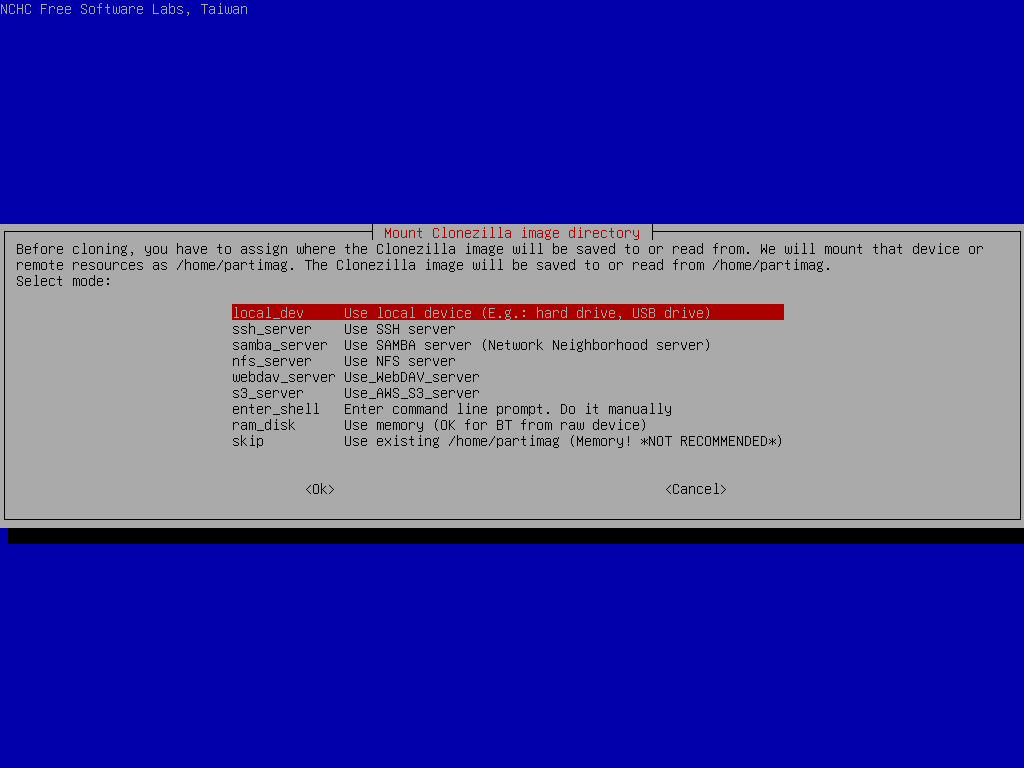 NCHC Free Software Labs, Taiwan
Mount Clonezilla image directory
Before cloning, you have to assign where the Clonezilla image will be saved to or read from. We will mount that device or
remote resources as /home/partimag. The Clonezilla image will be saved to or read from /home/partimag.
Select mode:
local_dev Use local device (E.g.: hard drive, USB drive)
ssh_server Use SSH server
samba_server Use SAMBA server (Network Neighborhood server)
nfs_server Use NFS server
webdav_server Use_WebDAV_server
s3_server Use_AWS_S3_server
enter_shell Enter command line prompt. Do it manually
ram_disk Use memory (OK for BT from raw device)
skip Use existing /home/partimag (Memory! *NOT RECOMMENDED*)
<Ok> <Cancel>